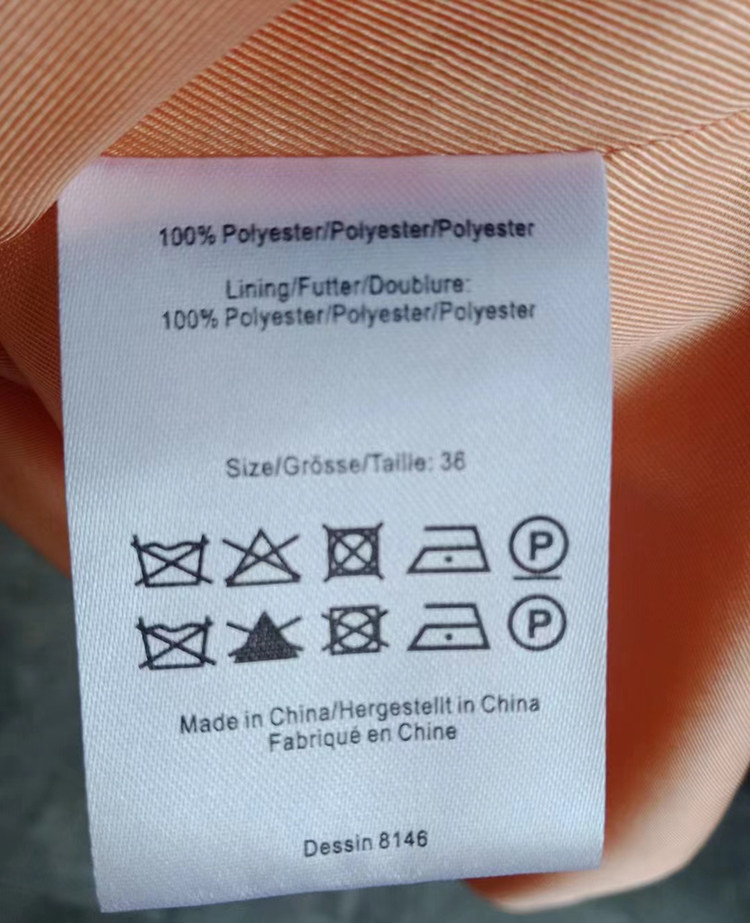 100% Polyester/Polyester/Polyester
Lining/Futter/Doublure:
100% Polyester/Polyester/Polyester
Size/Grösse/Taille: 36
P
P
Made in China/Hergestellt in China
Fabriqué en Chine
Dessin 8146